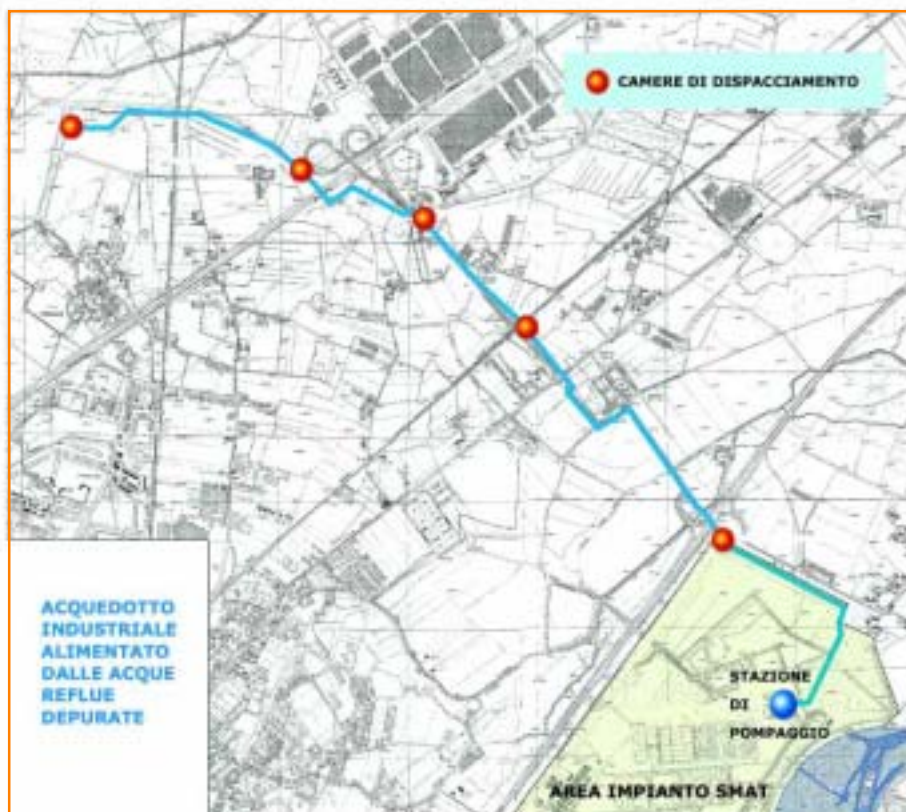 CAMERE DI DISPACCIAMENTO
ACQUEDOTTO
INDUSTRIALE
ALIMENTATO
DALLE ACQUE
REFLUE
DEPURATE
STAZIONE
DI
POMPAGGIO
AREA IMPIANTO SMAT